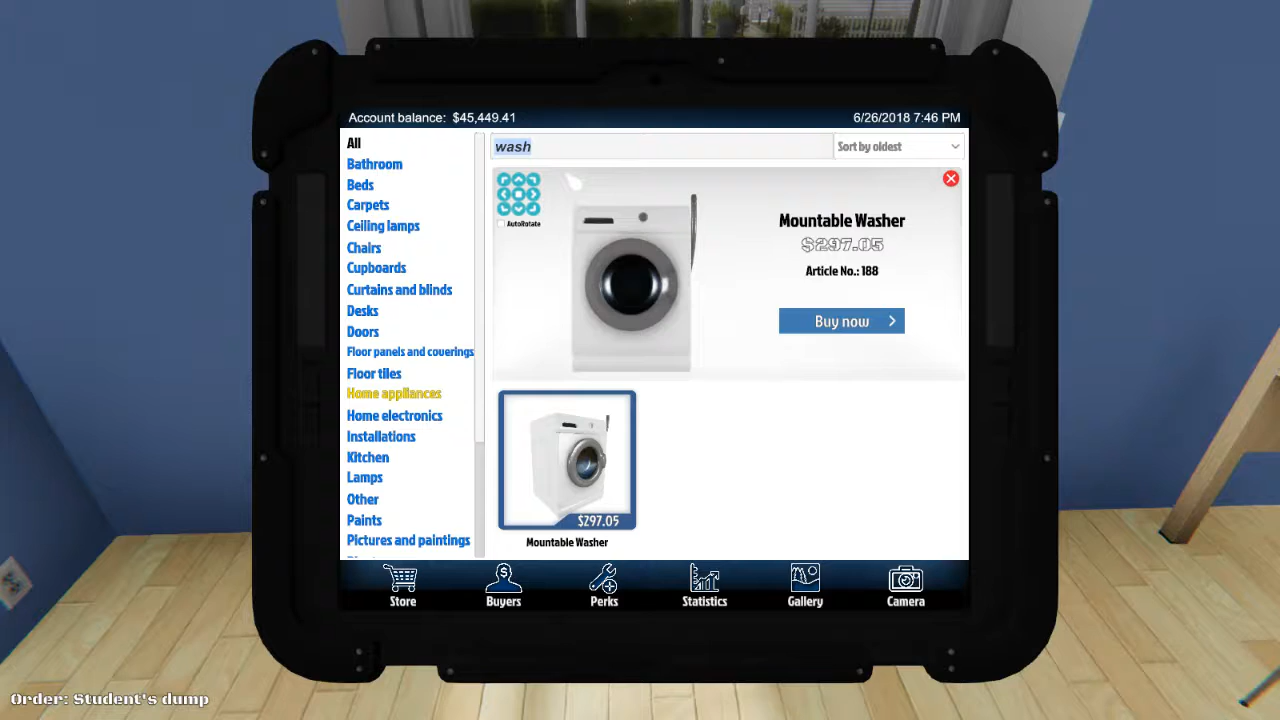 Account balance: $45,449.41
6/26/2018 7:46 PM
All
Bathroom
Beds
Carpets
Ceiling lamps
Chairs
Cupboards
Curtains and blinds
Desks
Doors
Floor panels and coverings
Floor tiles
Home appliances
Home electronics
Installations
Kitchen
Lamps
Other
Paints
Pictures and paintings
wash
Sort by oldest
AutoRotate
Mountable Washer
$297.05
Article No.: 188
Buy now
$297.05
Mountable Washer
Store
Buyers
Perks
Statistics
Gallery
Camera
Order: Student's dump